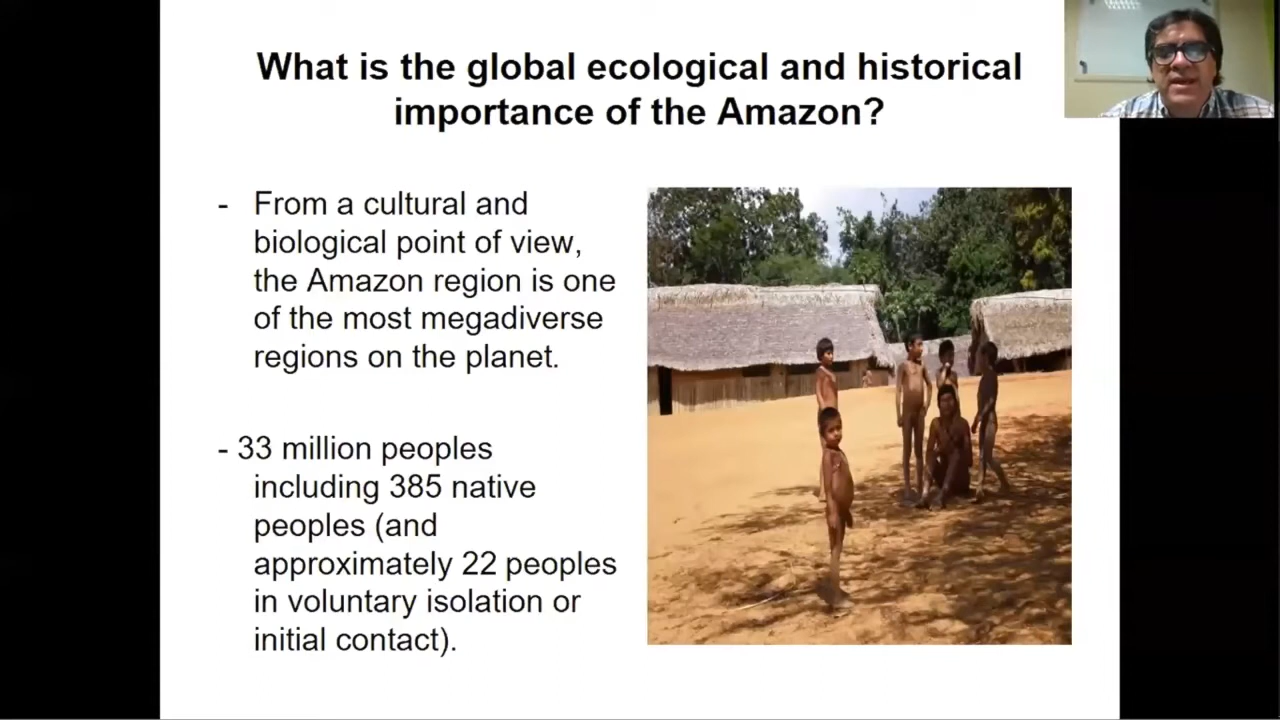 What is the global ecological and historical
importance of the Amazon?
- From a cultural and
biological point of view,
the Amazon region is one
of the most megadiverse
regions on the planet.
- 33 million peoples
including 385 native
peoples (and
approximately 22 peoples
in voluntary isolation or
initial contact).